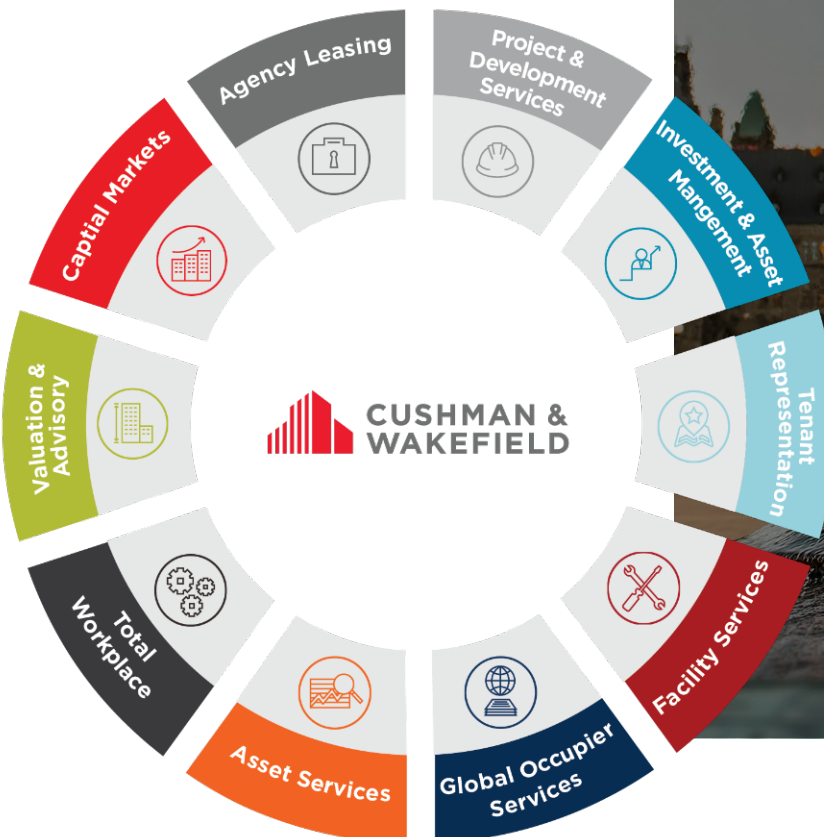 Agency Leasing
Project &
Development
Services
Investment & Asset
Mangement
Tenant
Representation
Facility Services
Global Occupier
Services
Asset Services
Total
Workplace
Valuation &
Advisory
Captial Markets
CUSHMAN &
WAKEFIELD